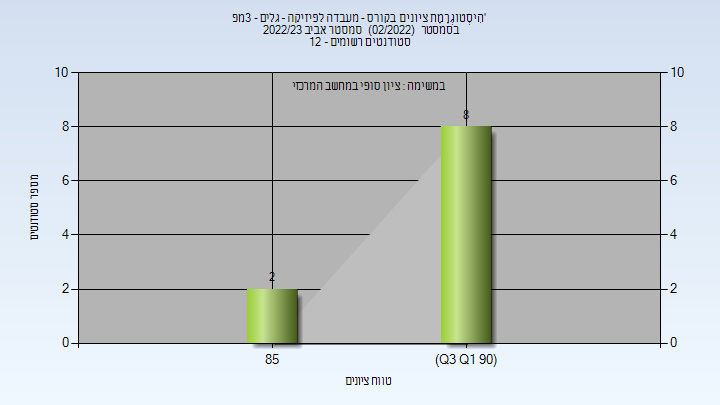 הִיסְטוֹגְרַמַּת ציונים בקורס - מעבדה לפיזיקה - גלים - 3מפ'
בסמסטר (02/2022) סמסטר אביב 2022/23
סטודנטים רשומים - 12
במשימה : ציון סופי במחשב המרכזי
10 10
8 8
6 6
4 4
2 2
0 0
8
2
מספר סטודנטים
85 (Q3 Q1 90)
טווח ציונים